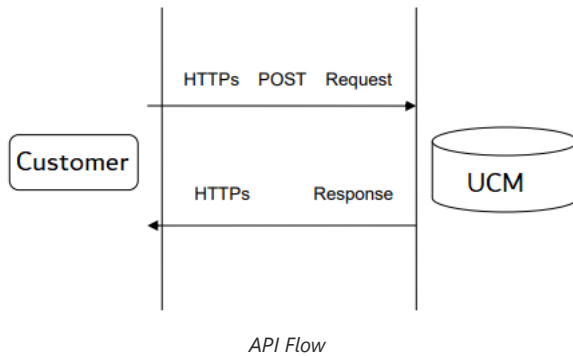 HTTPs POST Request
Customer
UCM
HTTPs Response
API Flow